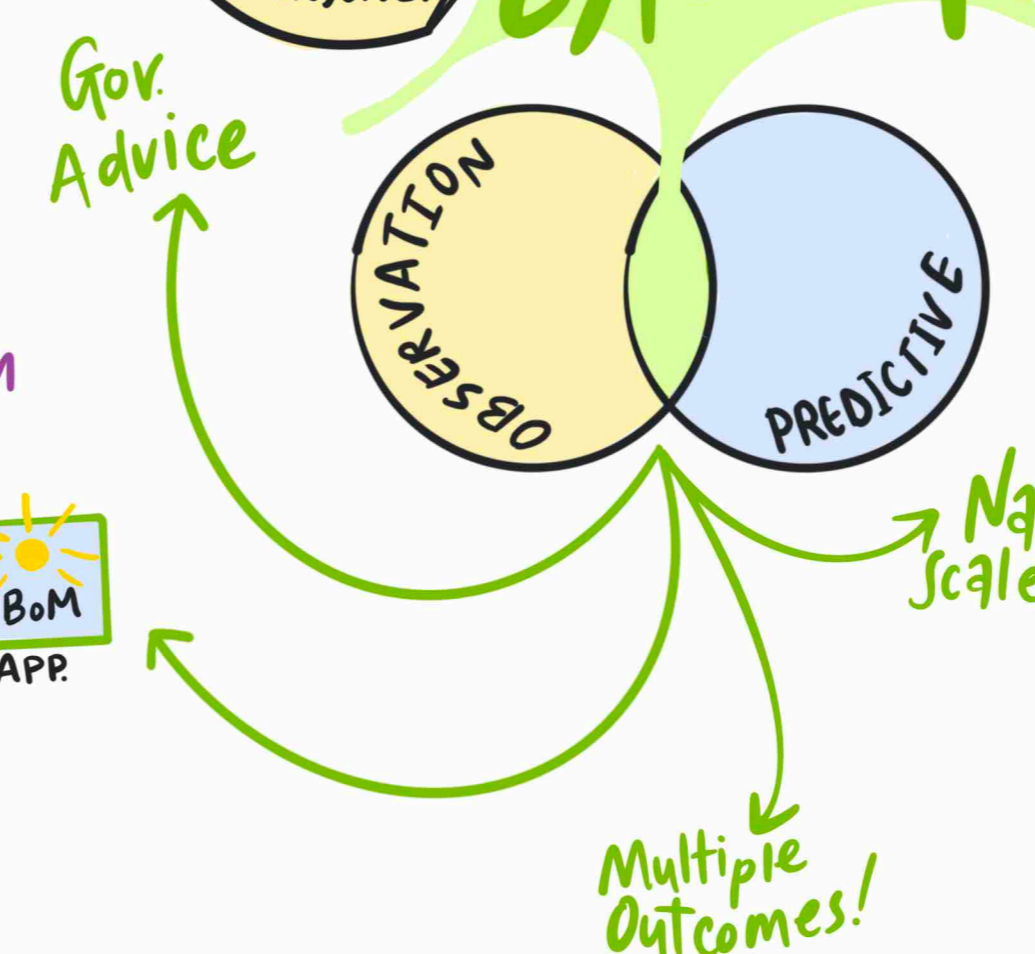 Gov.
Advice
OBSERVATION
PREDICTIVE
BOM
APP.
Multiple
Outcomes!